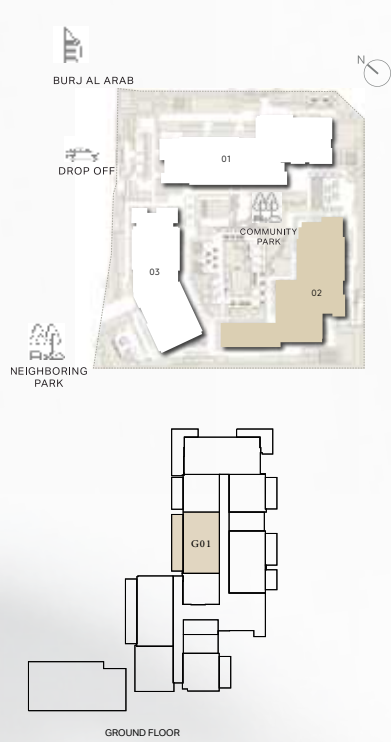 BURJ AL ARAB
N
DROP OFF
01
COMMUNITY
PARK
03
02
NEIGHBORING
PARK
G01
GROUND FLOOR